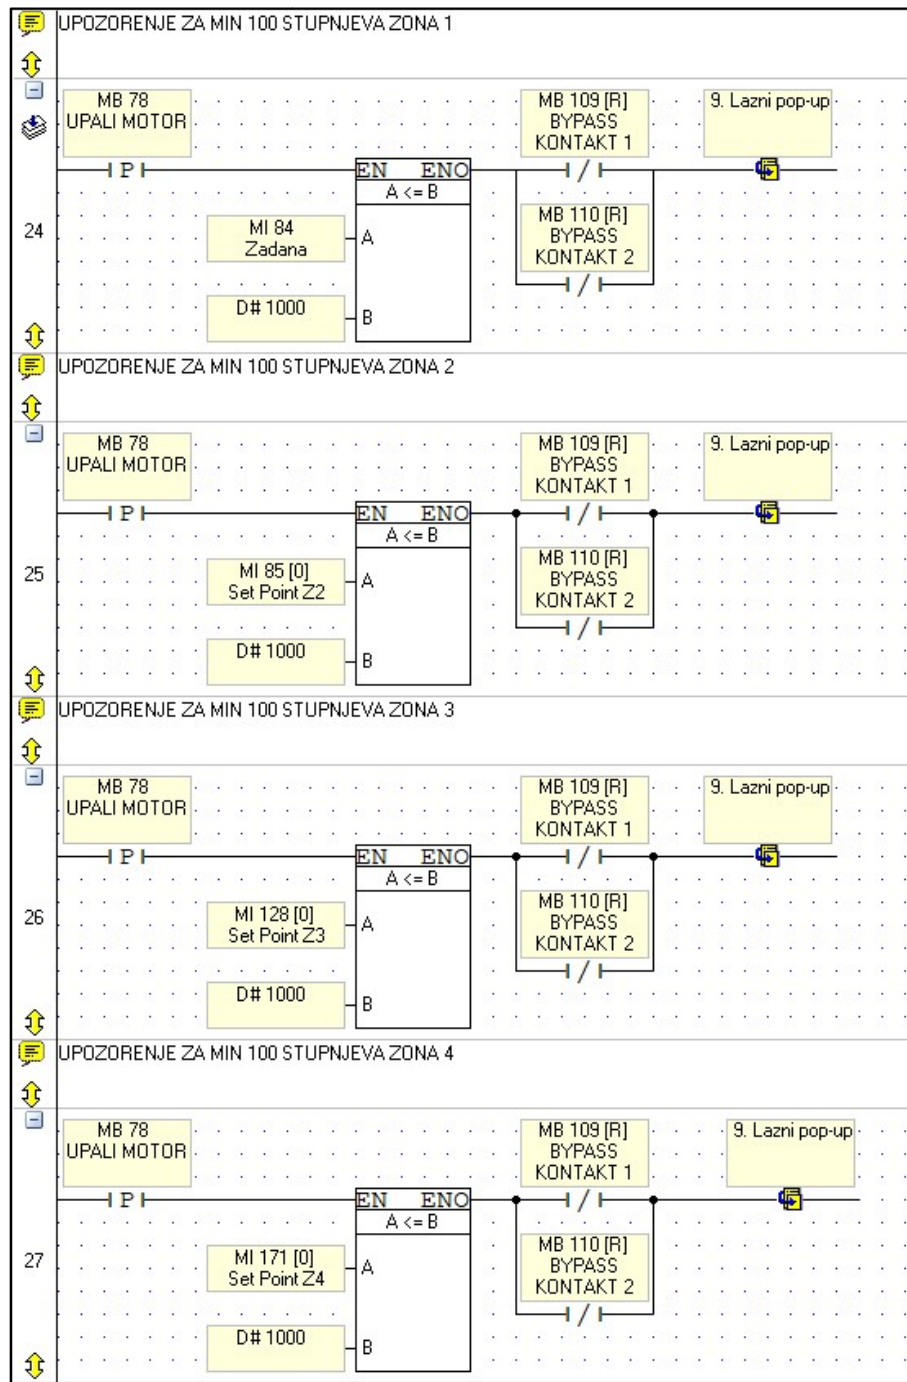 UPOZORENJE ZA MIN 100 STUPNJEVA ZONA 1
MB 78
UPALI MOTOR
P
EN ENO
A <= B
MI 84
Zadana
A
D# 1000
B
MB 109 [R]
BYPASS
KONTAKT 1
/
MB 110 [R]
BYPASS
KONTAKT 2
/
9. Lazni pop-up
24
UPOZORENJE ZA MIN 100 STUPNJEVA ZONA 2
MB 78
UPALI MOTOR
P
EN ENO
A <= B
MI 85 [0]
Set Point Z2
A
D# 1000
B
MB 109 [R]
BYPASS
KONTAKT 1
/
MB 110 [R]
BYPASS
KONTAKT 2
/
9. Lazni pop-up
25
UPOZORENJE ZA MIN 100 STUPNJEVA ZONA 3
MB 78
UPALI MOTOR
P
EN ENO
A <= B
MI 128 [0]
Set Point Z3
A
D# 1000
B
MB 109 [R]
BYPASS
KONTAKT 1
/
MB 110 [R]
BYPASS
KONTAKT 2
/
9. Lazni pop-up
26
UPOZORENJE ZA MIN 100 STUPNJEVA ZONA 4
MB 78
UPALI MOTOR
P
EN ENO
A <= B
MI 171 [0]
Set Point Z4
A
D# 1000
B
MB 109 [R]
BYPASS
KONTAKT 1
/
MB 110 [R]
BYPASS
KONTAKT 2
/
9. Lazni pop-up
27